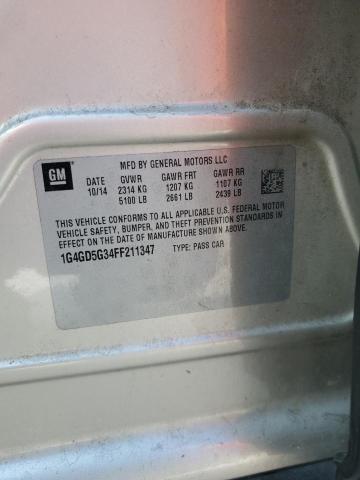 GM
MFD BY GENERAL MOTORS LLC
DATE GVWR GAWR FRT GAWR RR
10/14 2314 KG 1207 KG 1107 KG
5100 LB 2661 LB 2439 LB
THIS VEHICLE CONFORMS TO ALL APPLICABLE U.S. FEDERAL MOTOR
VEHICLE SAFETY, BUMPER, AND THEFT PREVENTION STANDARDS IN
EFFECT ON THE DATE OF MANUFACTURE SHOWN ABOVE.
1G4GD5G34FF211347 TYPE: PASS CAR